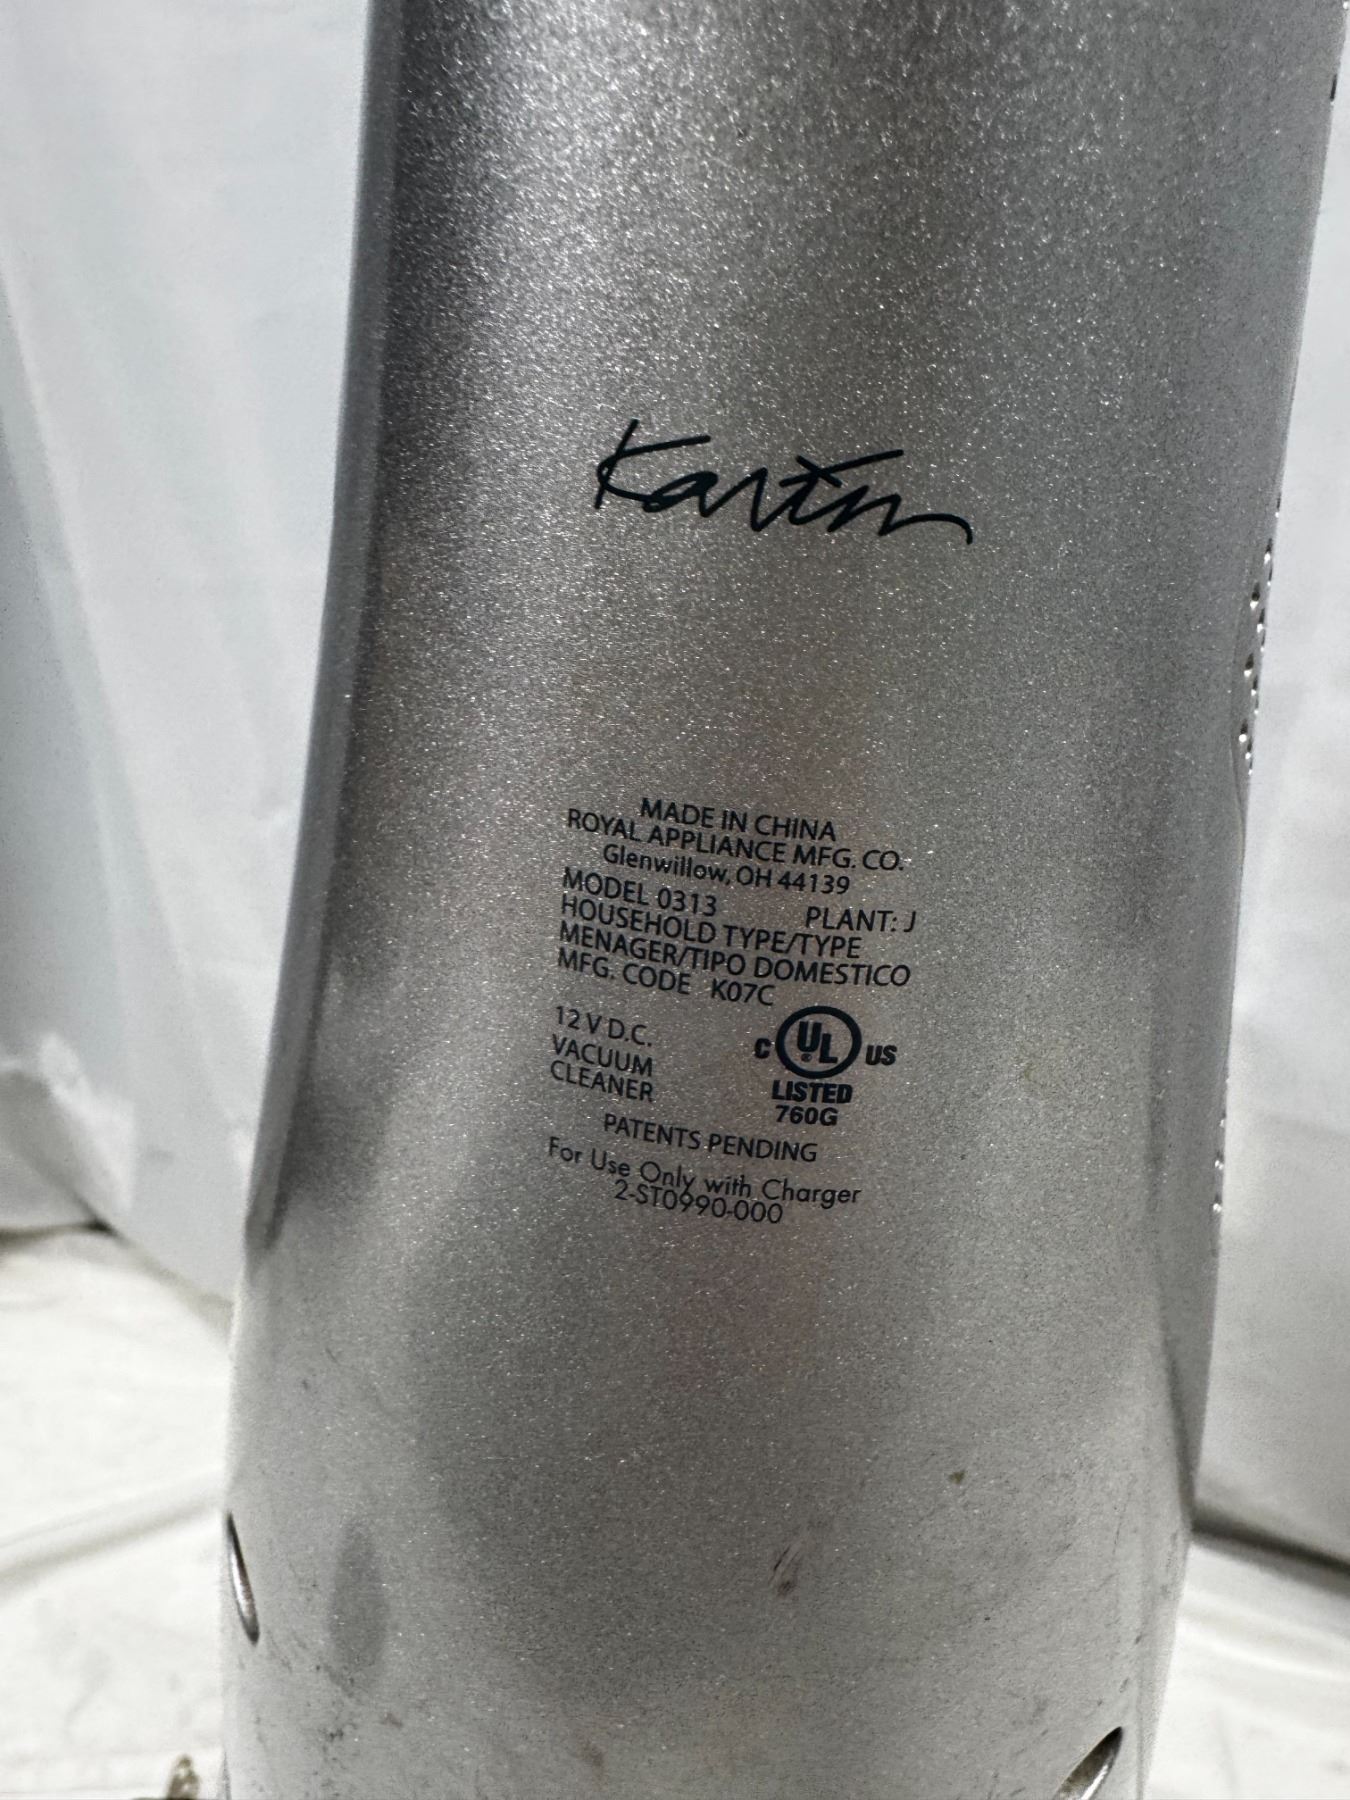 Karim
MADE IN CHINA
ROYAL APPLIANCE MFG. CO.
Glenwillow, OH 44139
MODEL 0313 PLANT: J
HOUSEHOLD TYPE/TYPE
MENAGER/TIPO DOMESTICO
MFG. CODE K07C
12 V D.C.
VACUUM
CLEANER
C UL ® US
LISTED
760G
PATENTS PENDING
For Use Only with Charger
2-ST0990-000